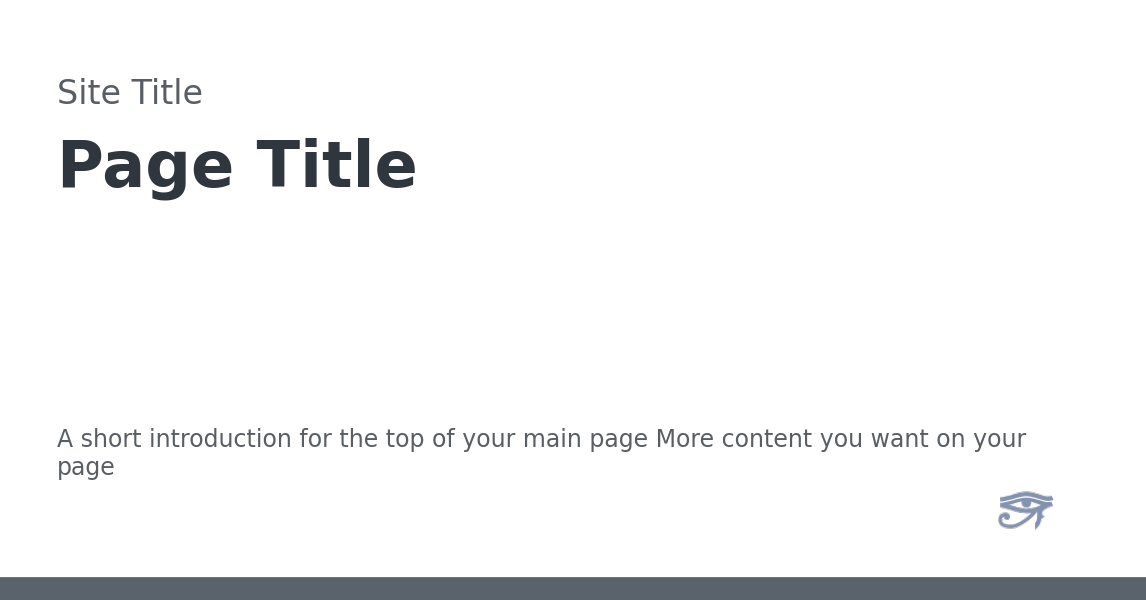 Site Title
Page Title
A short introduction for the top of your main page More content you want on your
page